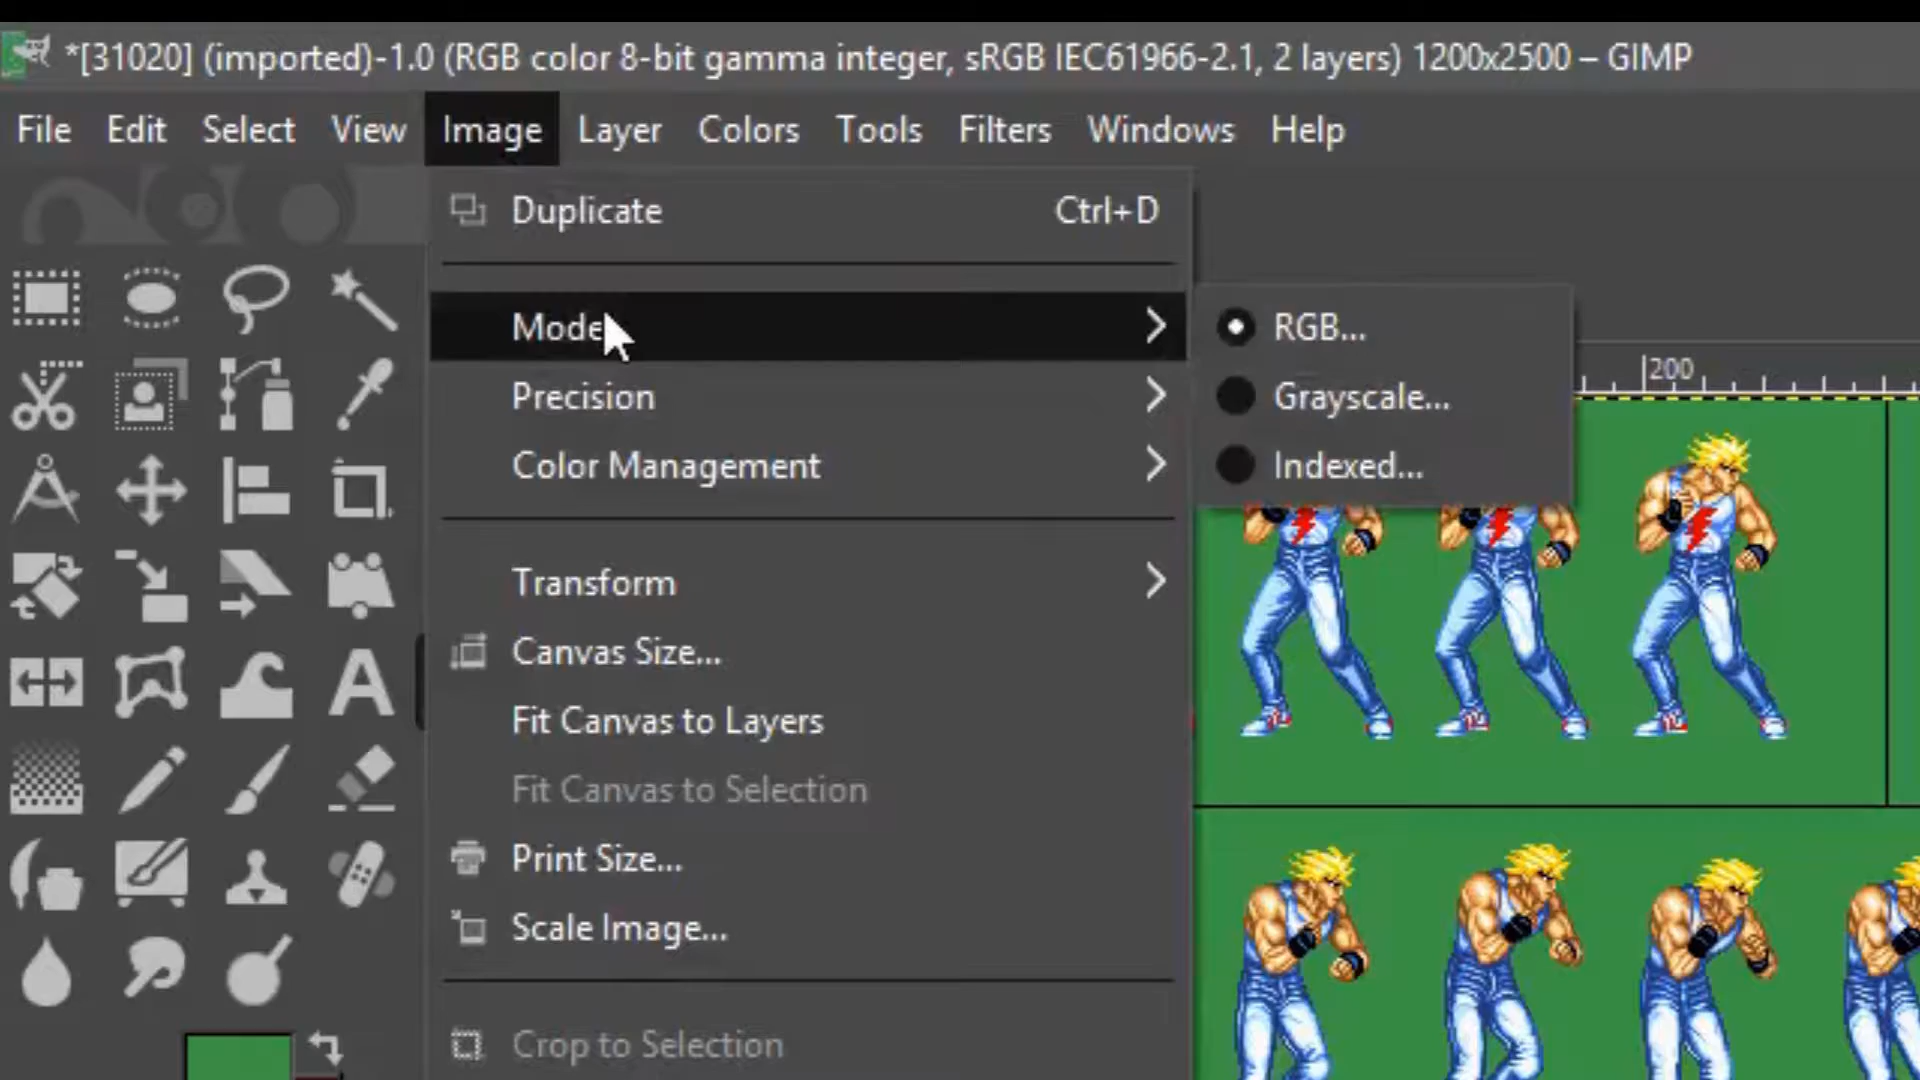 *[31020] (imported)-1.0 (RGB color 8-bit gamma integer, sRGB IEC61966-2.1, 2 layers) 1200x2500 – GIMP
File Edit Select View Image Layer Colors Tools Filters Windows Help
Duplicate Ctrl+D
Mode
RGB...
Precision
Grayscale...
Color Management
Indexed...
200
Transform
Canvas Size...
Fit Canvas to Layers
Fit Canvas to Selection
Print Size...
Scale Image...
Crop to Selection